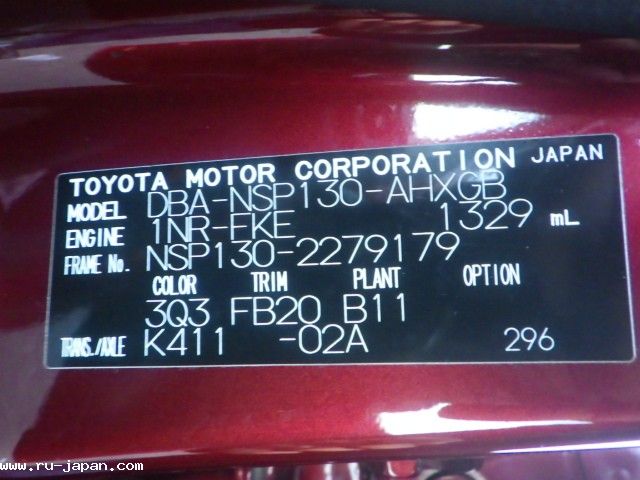 TOYOTA MOTOR CORPORATION JAPAN
MODEL DBA-NSP130-AHXGB
ENGINE 1NR-FKE 1329 mL
FRAME No. NSP130-2279179
COLOR TRIM PLANT OPTION
3Q3 FB20 B11
TRANS./AXLE K411 -02A 296
www.ru-japan.com